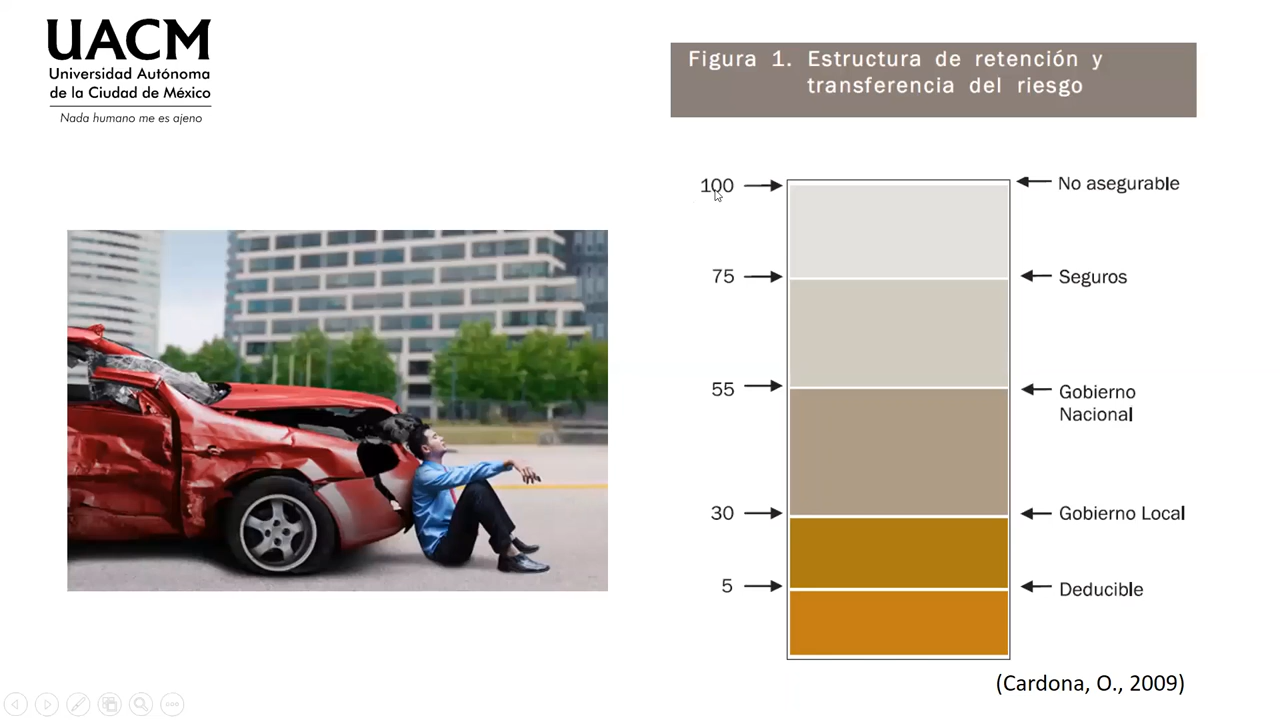 UACM
Universidad Autónoma
de la Ciudad de México
Nada humano me es ajeno
Figura 1. Estructura de retención y
transferencia del riesgo
100
No asegurable
75
Seguros
55
Gobierno
Nacional
30
Gobierno Local
5
Deducible
(Cardona, O., 2009)